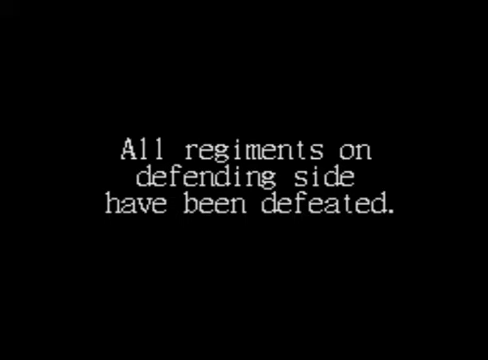 All regiments on
defending side
have been defeated.